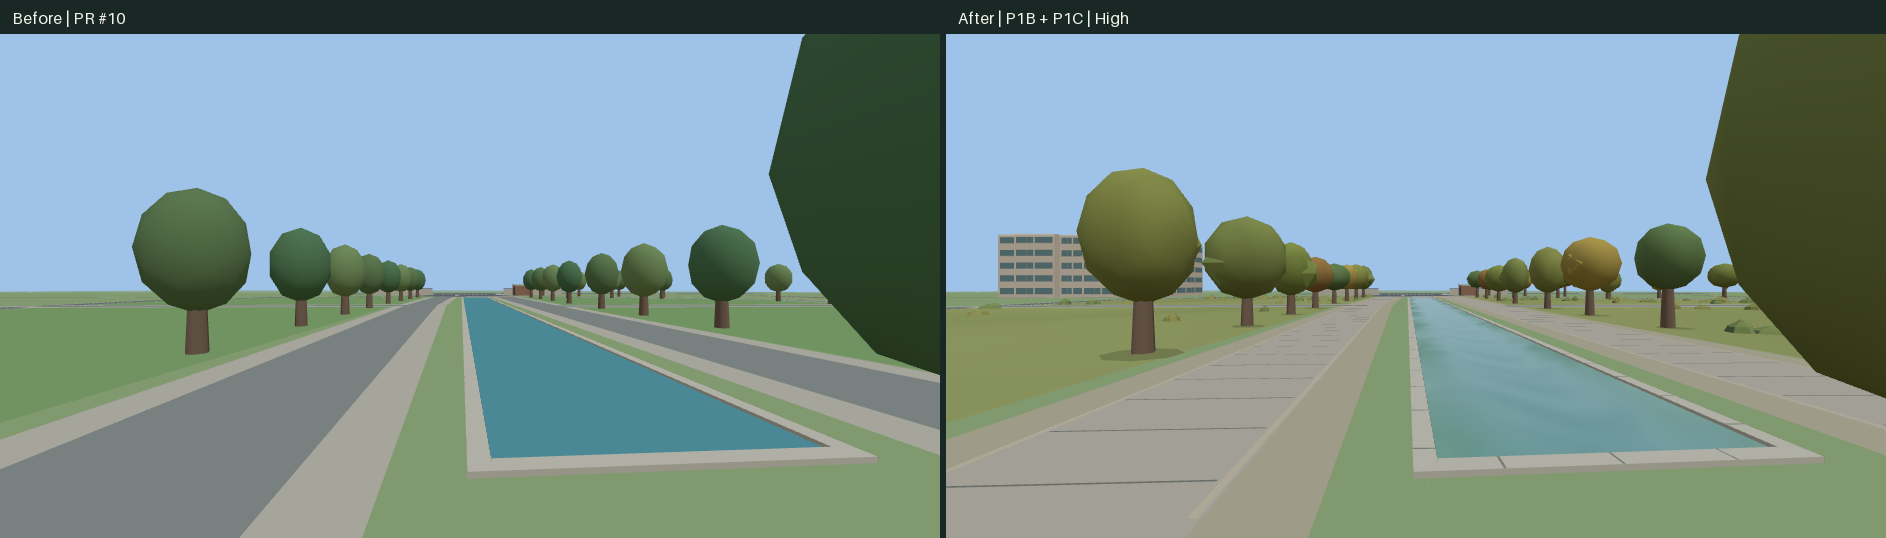 Before | PR #10
After | P1B + P1C | High